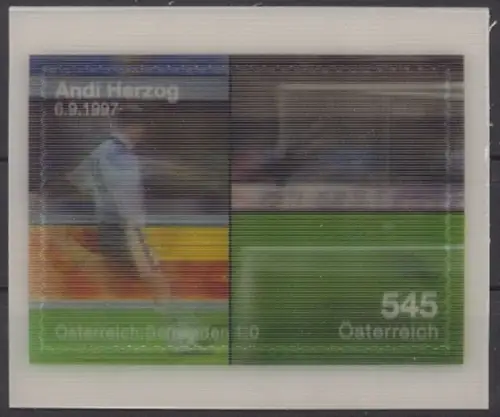 Andi Herzog
6.9.1997
545
Österreich:Schweden 1:0
Österreich